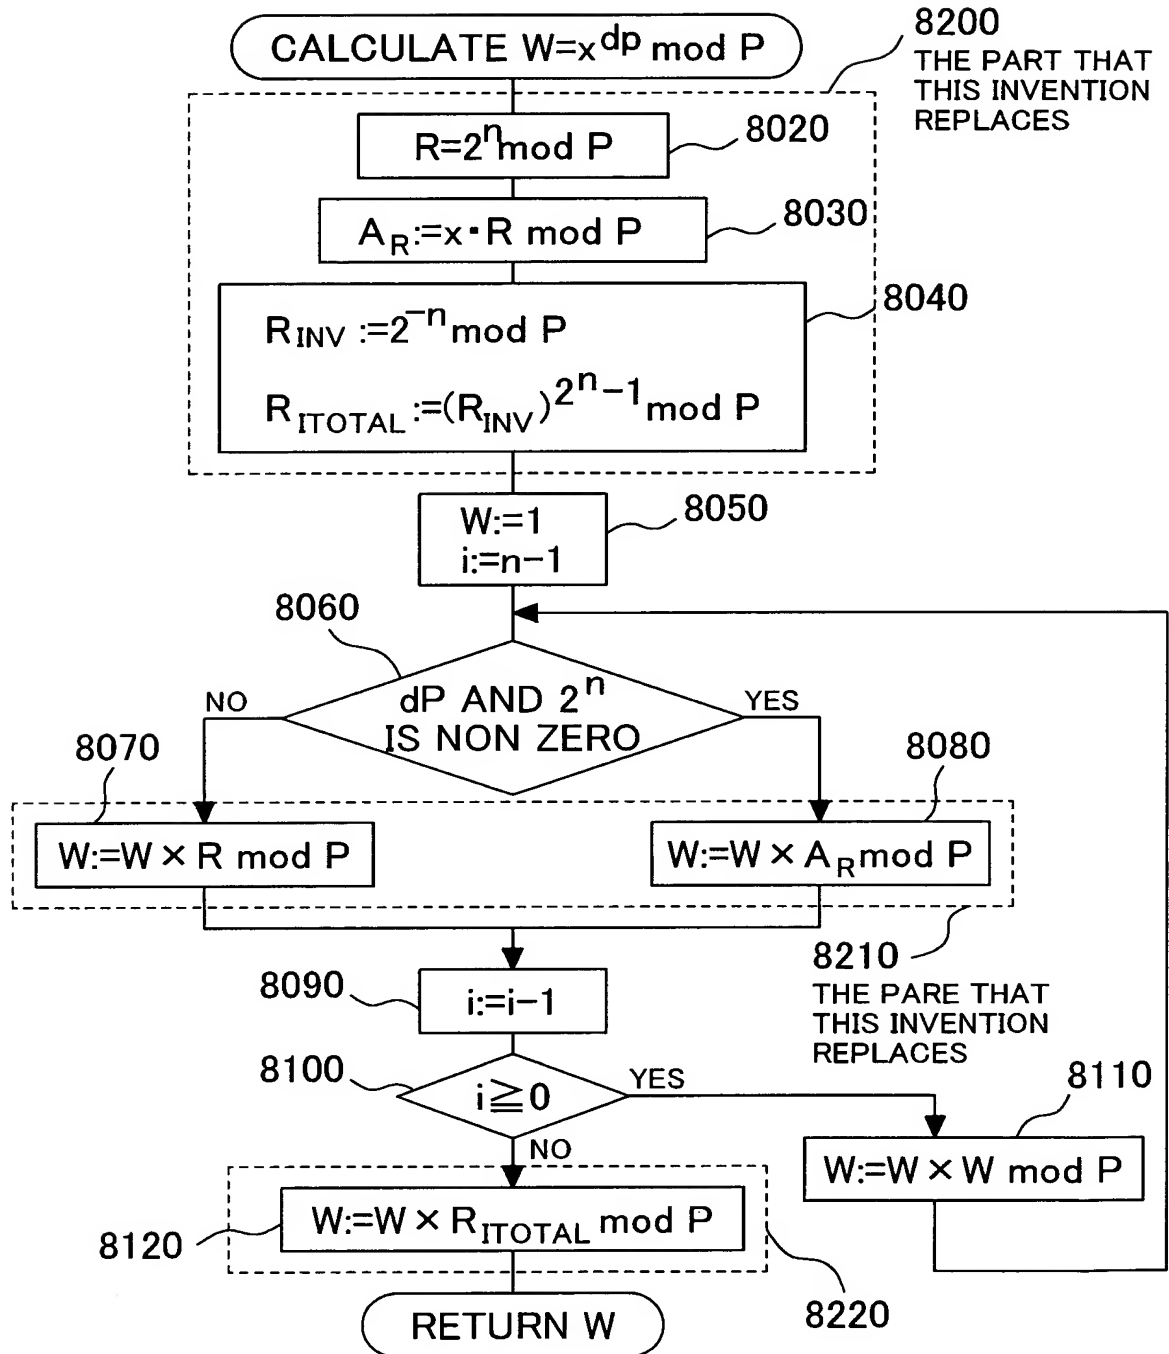 CALCULATE W=x^dp mod P
8200
THE PART THAT
THIS INVENTION
REPLACES
R=2^n mod P
8020
A_R:=x・R mod P
8030
8040
R_INV :=2^-n mod P
R_ITOTAL :=(R_INV)^2^n-1 mod P
W:=1
i:=n-1
8050
8060
dP AND 2^n
IS NON ZERO
NO
YES
8070
8080
W:=W × R mod P
W:=W × A_R mod P
8210
THE PARE THAT
THIS INVENTION
REPLACES
8090
i:=i-1
8100
i≧0
YES
NO
8110
W:=W × W mod P
8120
W:=W × R_ITOTAL mod P
8220
RETURN W